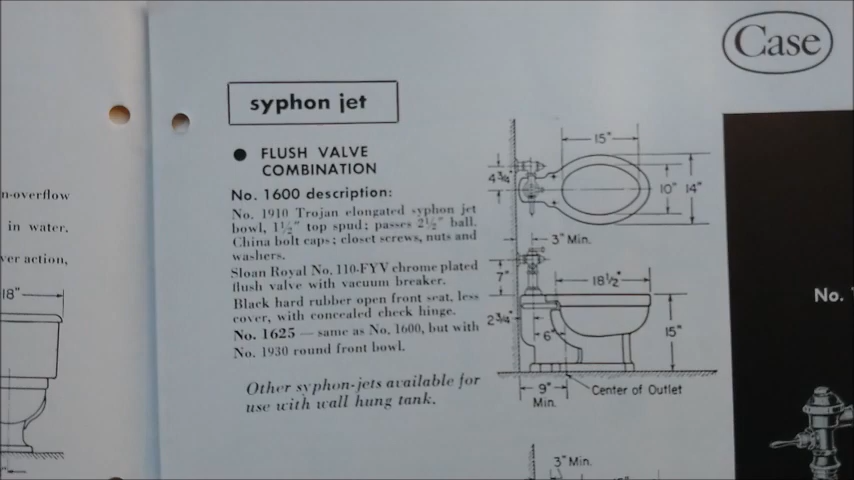 Case
syphon jet
FLUSH VALVE
COMBINATION
No. 1600 description:
No. 1910 Trojan elongated syphon jet
bowl, 1½" top spud; passes 2½" ball.
China bolt caps; closet screws, nuts and
washers.
Sloan Royal No. 110-FYV chrome plated
flush valve with vacuum breaker.
Black hard rubber open front seat, less
cover, with concealed check hinge.
No. 1625 — same as No. 1600, but with
No. 1930 round front bowl.
Other syphon-jets available for
use with wall hung tank.
n-overflow
in water.
ver action,
18"
15"
4¾"
10"
14"
3" Min.
7"
18½"
2¾"
6"
15"
9"
Min.
Center of Outlet
3" Min.
No.